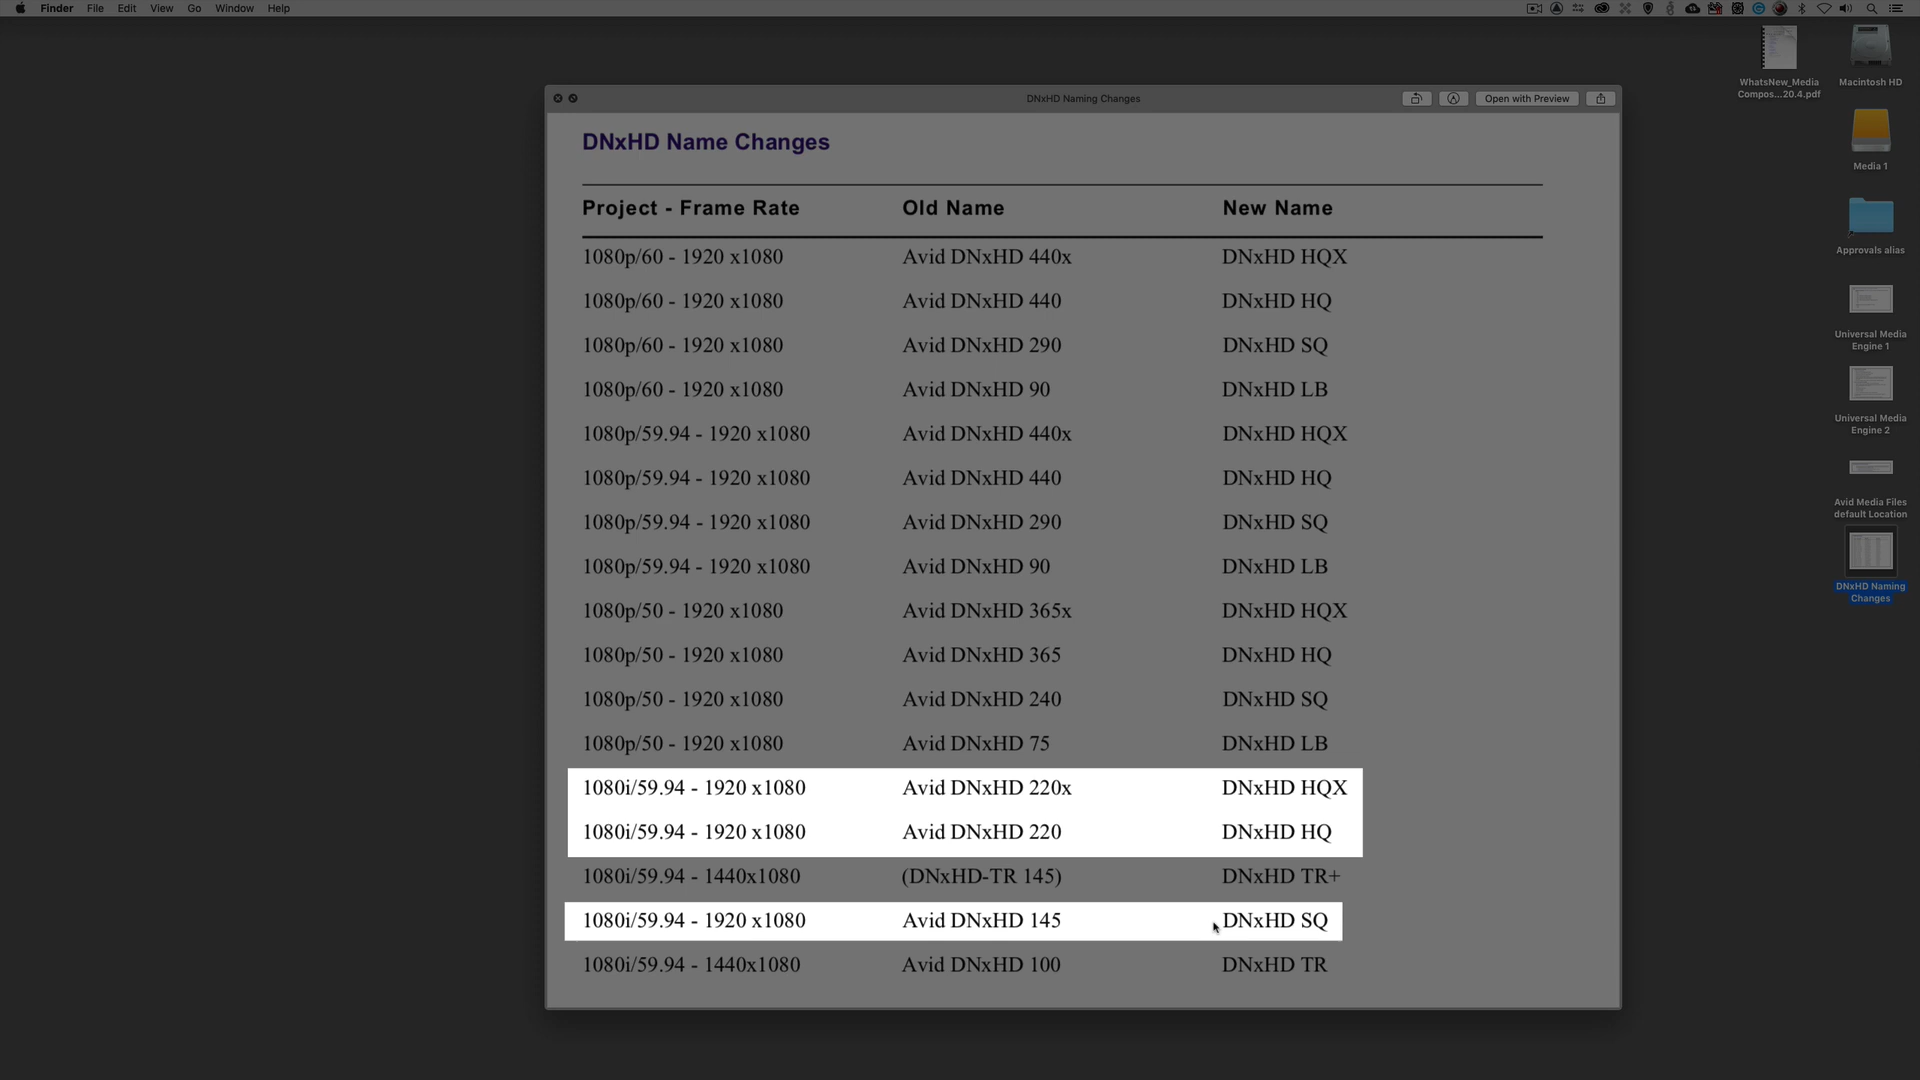 Finder File Edit View Go Window Help
WhatsNew_Media
Compos...20.4.pdf
Macintosh HD
Media 1
Approvals alias
Universal Media
Engine 1
Universal Media
Engine 2
Avid Media Files
default Location
DNxHD Naming
Changes
DNxHD Naming Changes
Open with Preview
DNxHD Name Changes
Project - Frame Rate Old Name New Name
1080p/60 - 1920 x1080 Avid DNxHD 440x DNxHD HQX
1080p/60 - 1920 x1080 Avid DNxHD 440 DNxHD HQ
1080p/60 - 1920 x1080 Avid DNxHD 290 DNxHD SQ
1080p/60 - 1920 x1080 Avid DNxHD 90 DNxHD LB
1080p/59.94 - 1920 x1080 Avid DNxHD 440x DNxHD HQX
1080p/59.94 - 1920 x1080 Avid DNxHD 440 DNxHD HQ
1080p/59.94 - 1920 x1080 Avid DNxHD 290 DNxHD SQ
1080p/59.94 - 1920 x1080 Avid DNxHD 90 DNxHD LB
1080p/50 - 1920 x1080 Avid DNxHD 365x DNxHD HQX
1080p/50 - 1920 x1080 Avid DNxHD 365 DNxHD HQ
1080p/50 - 1920 x1080 Avid DNxHD 240 DNxHD SQ
1080p/50 - 1920 x1080 Avid DNxHD 75 DNxHD LB
1080i/59.94 - 1920 x1080 Avid DNxHD 220x DNxHD HQX
1080i/59.94 - 1920 x1080 Avid DNxHD 220 DNxHD HQ
1080i/59.94 - 1440x1080 (DNxHD-TR 145) DNxHD TR+
1080i/59.94 - 1920 x1080 Avid DNxHD 145 DNxHD SQ
1080i/59.94 - 1440x1080 Avid DNxHD 100 DNxHD TR